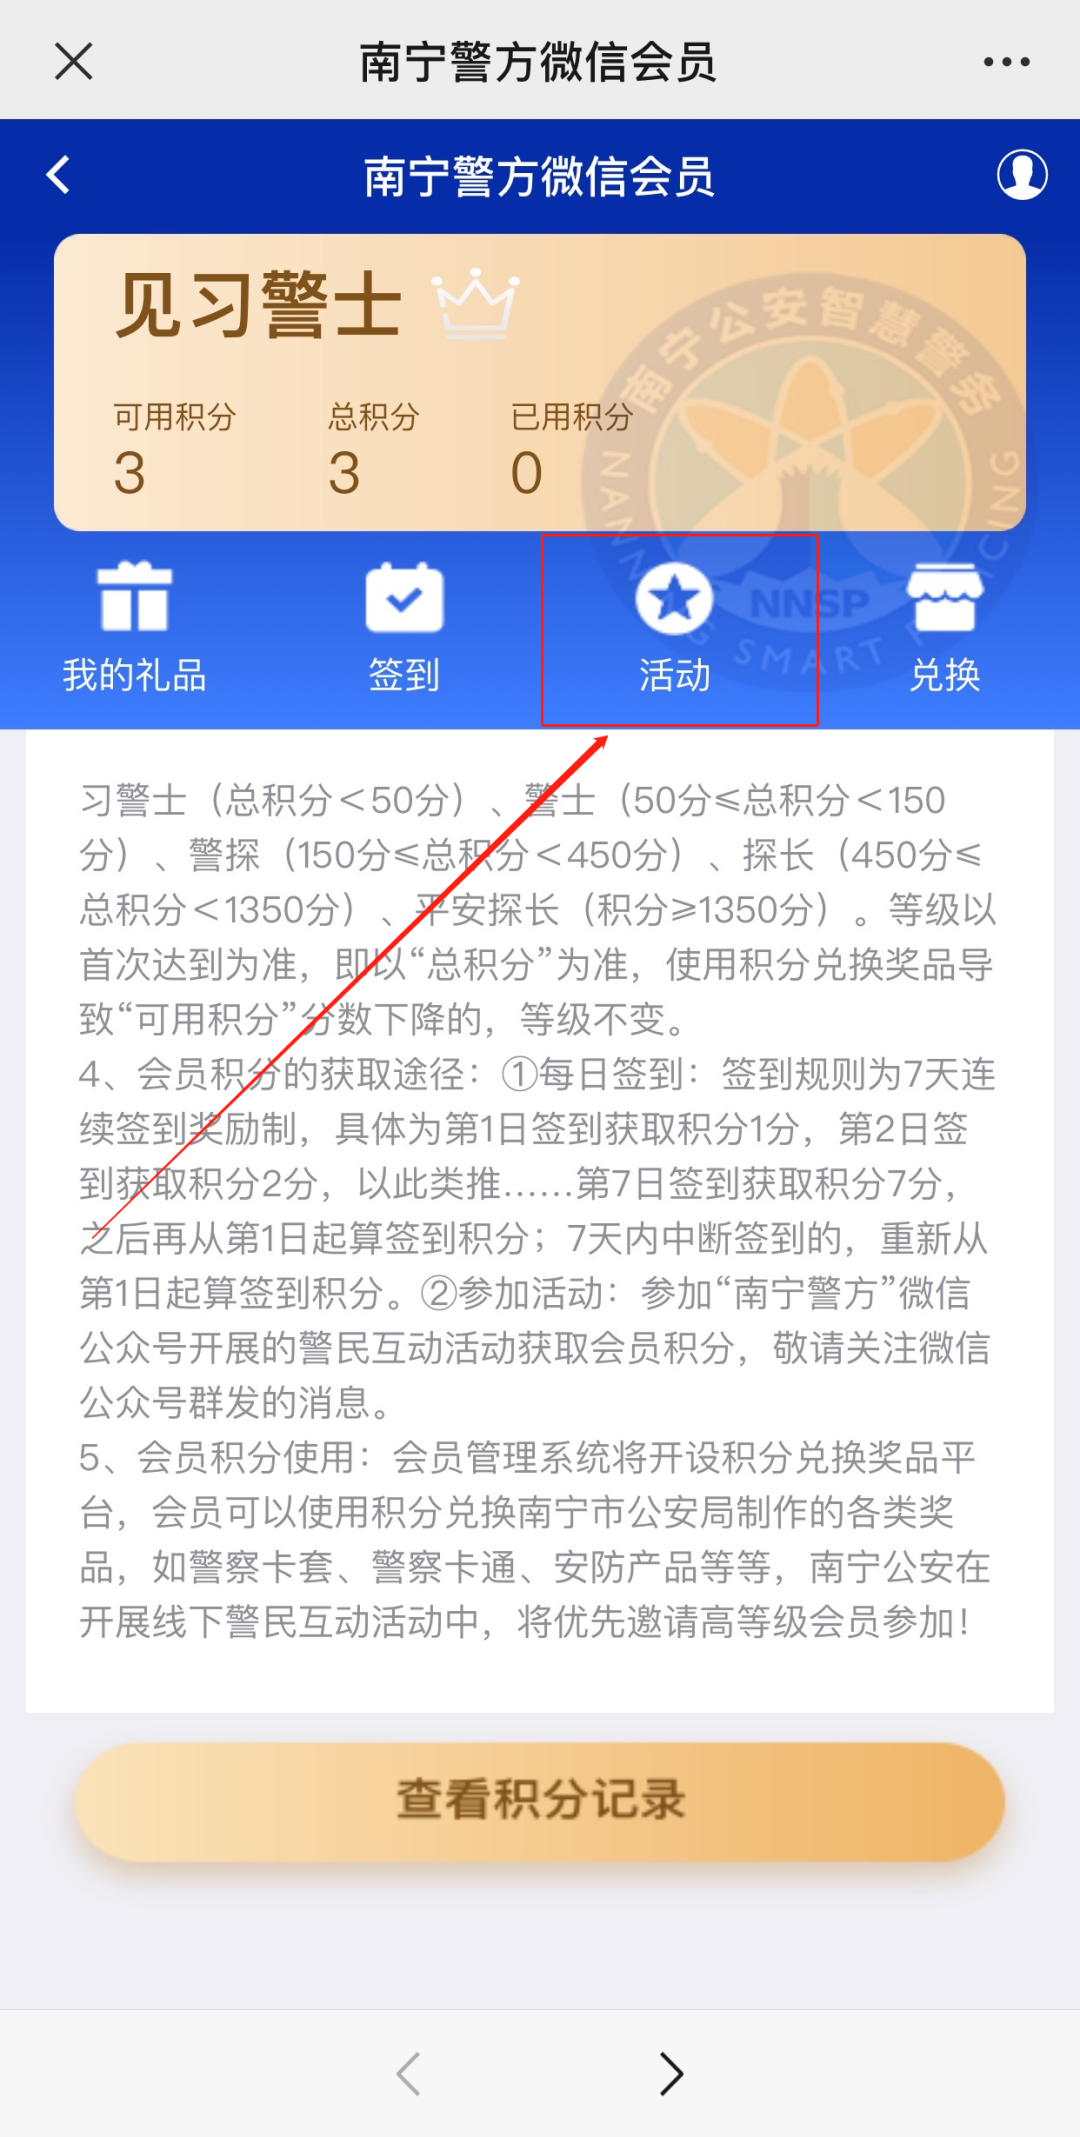 南宁警方微信会员
南宁警方微信会员
见习警士
南宁公安智慧警务
可用积分 总积分 已用积分
3 3 0
NNSP
NANNING SMART POLICING
我的礼品 签到 活动 兑换
习警士（总积分＜50分）、警士（50分≤总积分＜150
分）、警探（150分≤总积分＜450分）、探长（450分≤
总积分＜1350分）、平安探长（积分≥1350分）。等级以
首次达到为准，即以“总积分”为准，使用积分兑换奖品导
致“可用积分”分数下降的，等级不变。
4、会员积分的获取途径：①每日签到：签到规则为7天连
续签到奖励制，具体为第1日签到获取积分1分，第2日签
到获取积分2分，以此类推......第7日签到获取积分7分，
之后再从第1日起算签到积分；7天内中断签到的，重新从
第1日起算签到积分。②参加活动：参加“南宁警方”微信
公众号开展的警民互动活动获取会员积分，敬请关注微信
公众号群发的消息。
5、会员积分使用：会员管理系统将开设积分兑换奖品平
台，会员可以使用积分兑换南宁市公安局制作的各类奖
品，如警察卡套、警察卡通、安防产品等等，南宁公安在
开展线下警民互动活动中，将优先邀请高等级会员参加！
查看积分记录